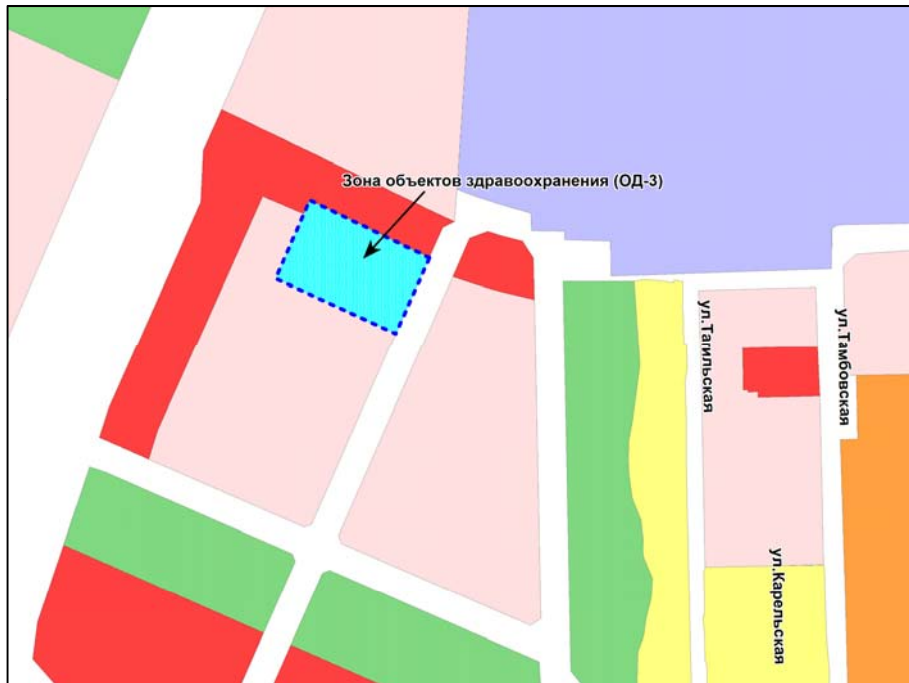 Зона объектов здравоохранения (ОД-3)
ул.Тагильская
ул.Тамбовская
ул.Карельская